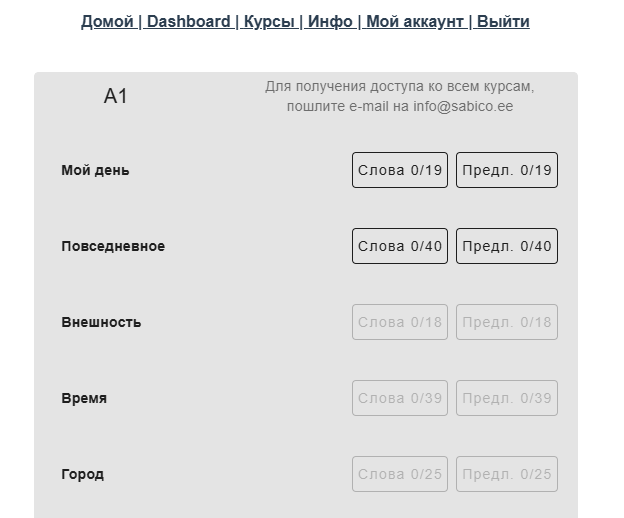 Домой | Dashboard | Курсы | Инфо | Мой аккаунт | Выйти
A1
Для получения доступа ко всем курсам,
пошлите e-mail на info@sabico.ee
Мой день Слова 0/19 Предл. 0/19
Повседневное Слова 0/40 Предл. 0/40
Внешность Слова 0/18 Предл. 0/18
Время Слова 0/39 Предл. 0/39
Город Слова 0/25 Предл. 0/25